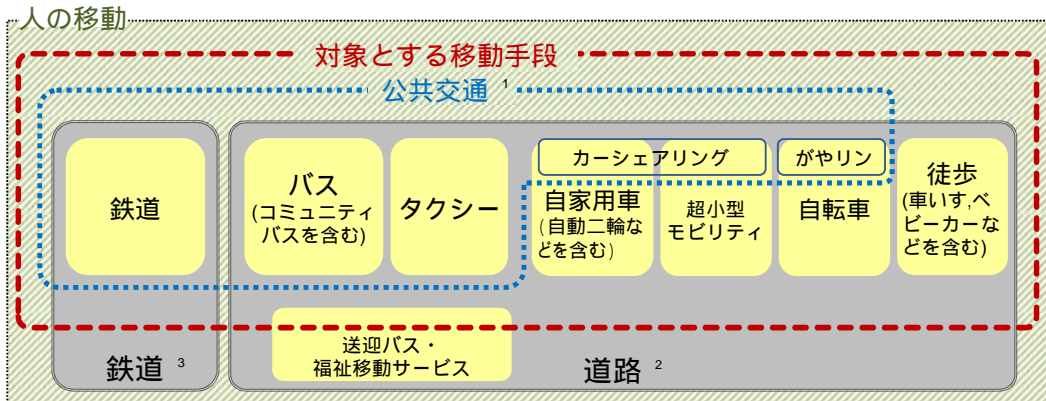 人の移動
対象とする移動手段
公共交通 1
鉄道
バス
(コミュニティ
バスを含む)
タクシー
カーシェアリング
自家用車
(自動二輪な
どを含む)
超小型
モビリティ
がやリン
自転車
徒歩
(車いす,ベ
ビーカーな
どを含む)
送迎バス・
福祉移動サービス
鉄道 3
道路 2